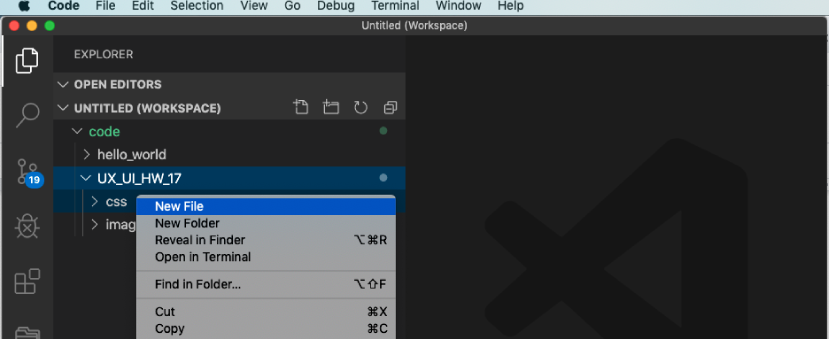 Code File Edit Selection View Go Debug Terminal Window Help
Untitled (Workspace)
EXPLORER
OPEN EDITORS
UNTITLED (WORKSPACE)
code
hello_world
19
UX_UI_HW_17
css
imag
New File
New Folder
Reveal in Finder ⌥⌘R
Open in Terminal
Find in Folder... ⌥⇧F
Cut ⌘X
Copy ⌘C